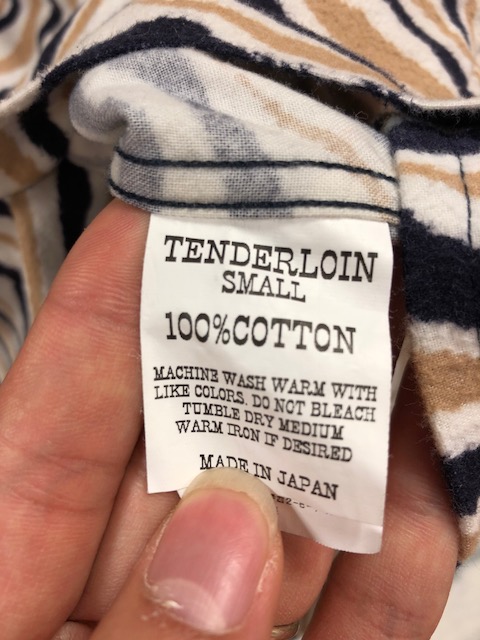 TENDERLOIN
SMALL
100%COTTON
MACHINE WASH WARM WITH
LIKE COLORS. DO NOT BLEACH
TUMBLE DRY MEDIUM
WARM IRON IF DESIRED
MADE IN JAPAN